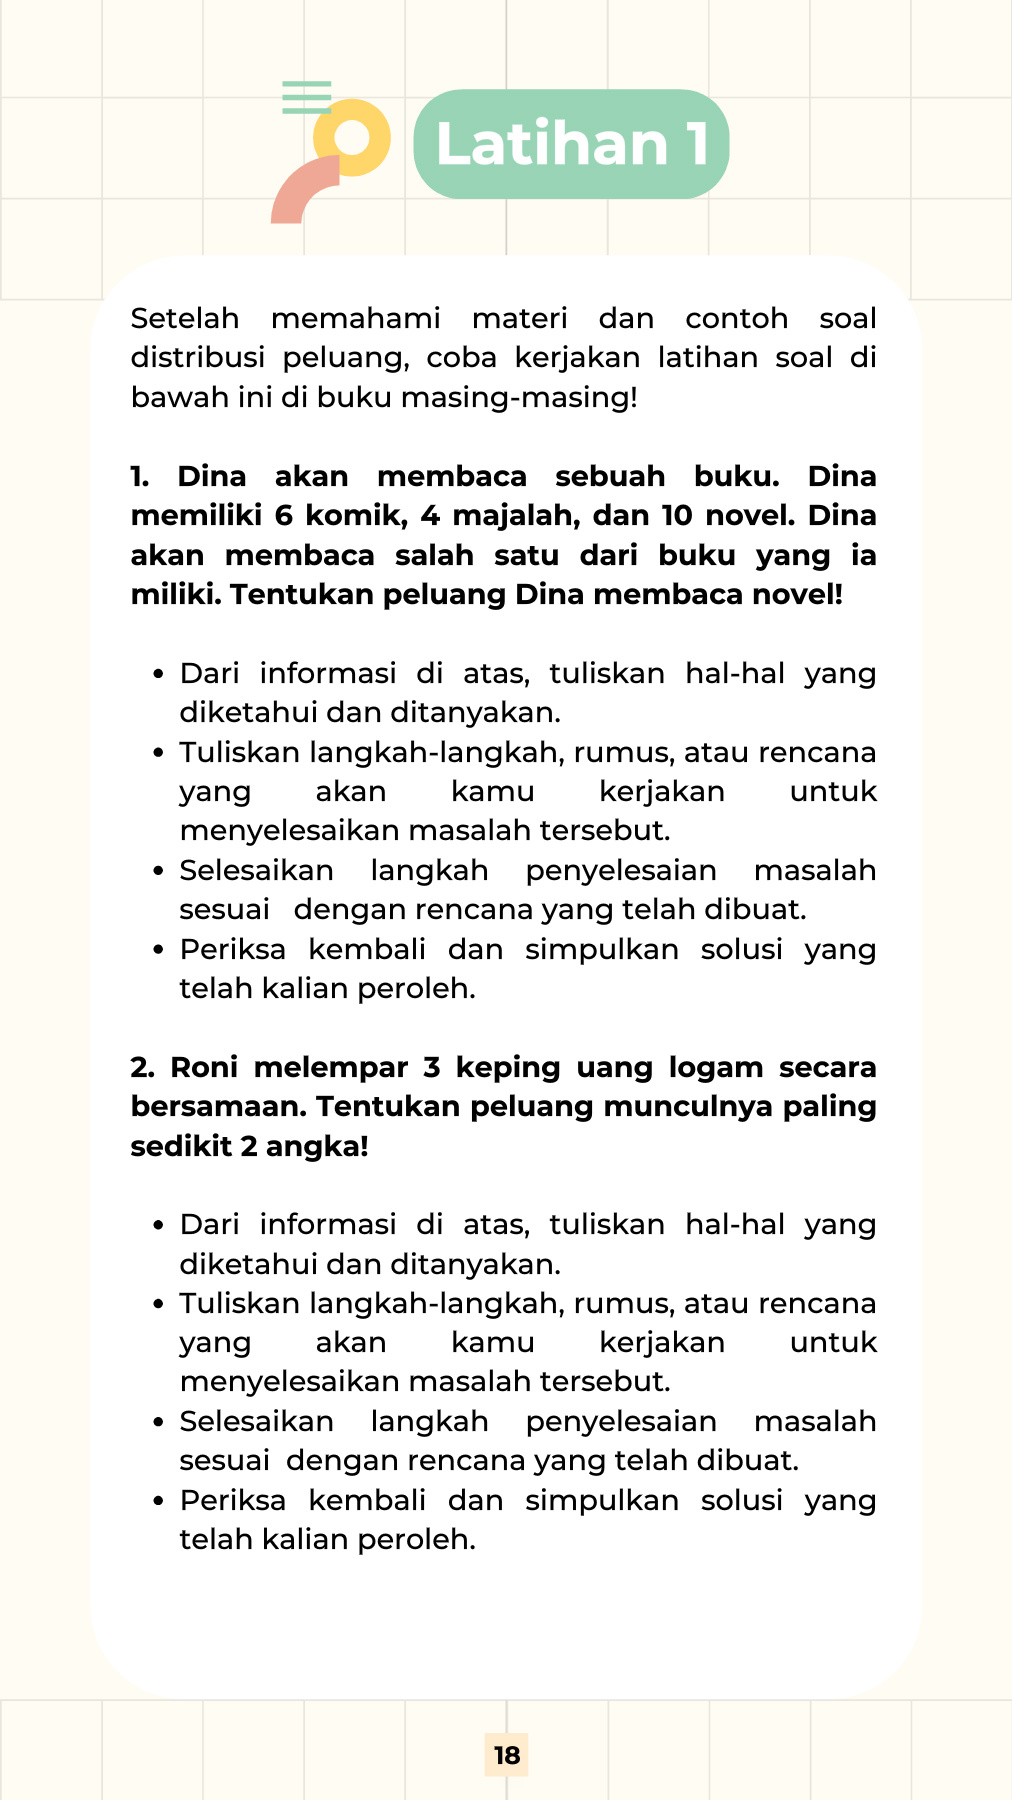 Latihan 1
Setelah memahami materi dan contoh soal
distribusi peluang, coba kerjakan latihan soal di
bawah ini di buku masing-masing!
1. Dina akan membaca sebuah buku. Dina
memiliki 6 komik, 4 majalah, dan 10 novel. Dina
akan membaca salah satu dari buku yang ia
miliki. Tentukan peluang Dina membaca novel!
• Dari informasi di atas, tuliskan hal-hal yang
diketahui dan ditanyakan.
• Tuliskan langkah-langkah, rumus, atau rencana
yang akan kamu kerjakan untuk
menyelesaikan masalah tersebut.
• Selesaikan langkah penyelesaian masalah
sesuai dengan rencana yang telah dibuat.
• Periksa kembali dan simpulkan solusi yang
telah kalian peroleh.
2. Roni melempar 3 keping uang logam secara
bersamaan. Tentukan peluang munculnya paling
sedikit 2 angka!
• Dari informasi di atas, tuliskan hal-hal yang
diketahui dan ditanyakan.
• Tuliskan langkah-langkah, rumus, atau rencana
yang akan kamu kerjakan untuk
menyelesaikan masalah tersebut.
• Selesaikan langkah penyelesaian masalah
sesuai dengan rencana yang telah dibuat.
• Periksa kembali dan simpulkan solusi yang
telah kalian peroleh.
18